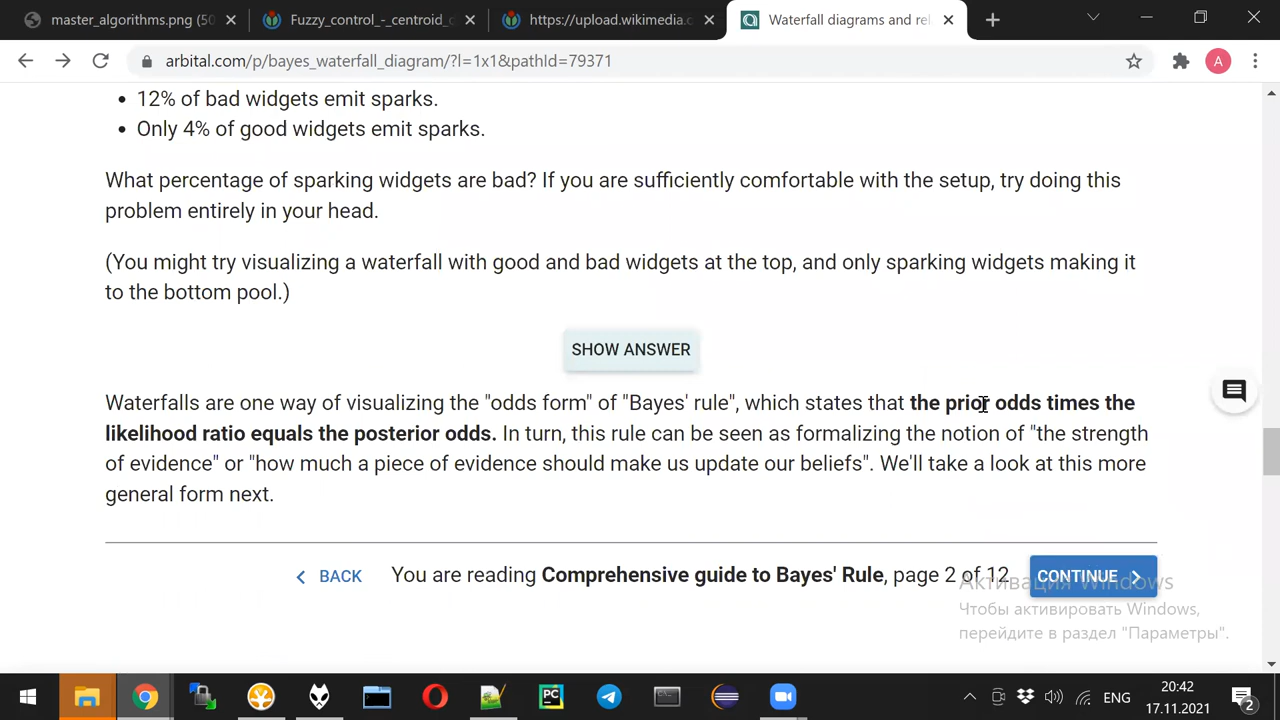 master_algorithms.png (50
Fuzzy_control_-_centroid_c
https://upload.wikimedia.c
Waterfall diagrams and rel
arbital.com/p/bayes_waterfall_diagram/?l=1x1&pathId=79371
A
• 12% of bad widgets emit sparks.
• Only 4% of good widgets emit sparks.
What percentage of sparking widgets are bad? If you are sufficiently comfortable with the setup, try doing this
problem entirely in your head.
(You might try visualizing a waterfall with good and bad widgets at the top, and only sparking widgets making it
to the bottom pool.)
SHOW ANSWER
Waterfalls are one way of visualizing the "odds form" of "Bayes' rule", which states that the prior odds times the
likelihood ratio equals the posterior odds. In turn, this rule can be seen as formalizing the notion of "the strength
of evidence" or "how much a piece of evidence should make us update our beliefs". We'll take a look at this more
general form next.
BACK
You are reading Comprehensive guide to Bayes' Rule, page 2 of 12
CONTINUE
Активация Windows
Чтобы активировать Windows,
перейдите в раздел "Параметры".
PC
ENG
20:42
17.11.2021
2